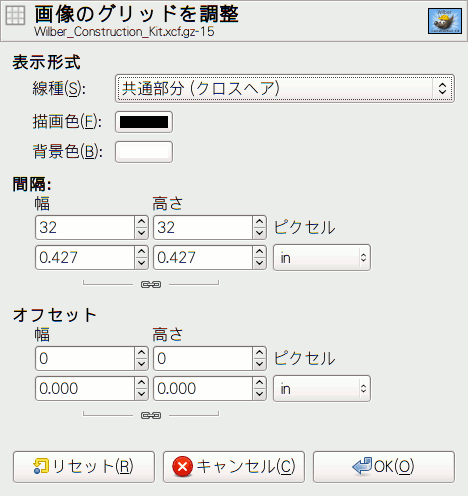 画像のグリッドを調整
Wilber_Construction_Kit.xcf.gz-15
表示形式
線種(S): 共通部分 (クロスヘア)
描画色(F):
背景色(B):
間隔:
幅 高さ
32 32 ピクセル
0.427 0.427 in
オフセット
幅 高さ
0 0 ピクセル
0.000 0.000 in
リセット(R) キャンセル(C) OK(O)